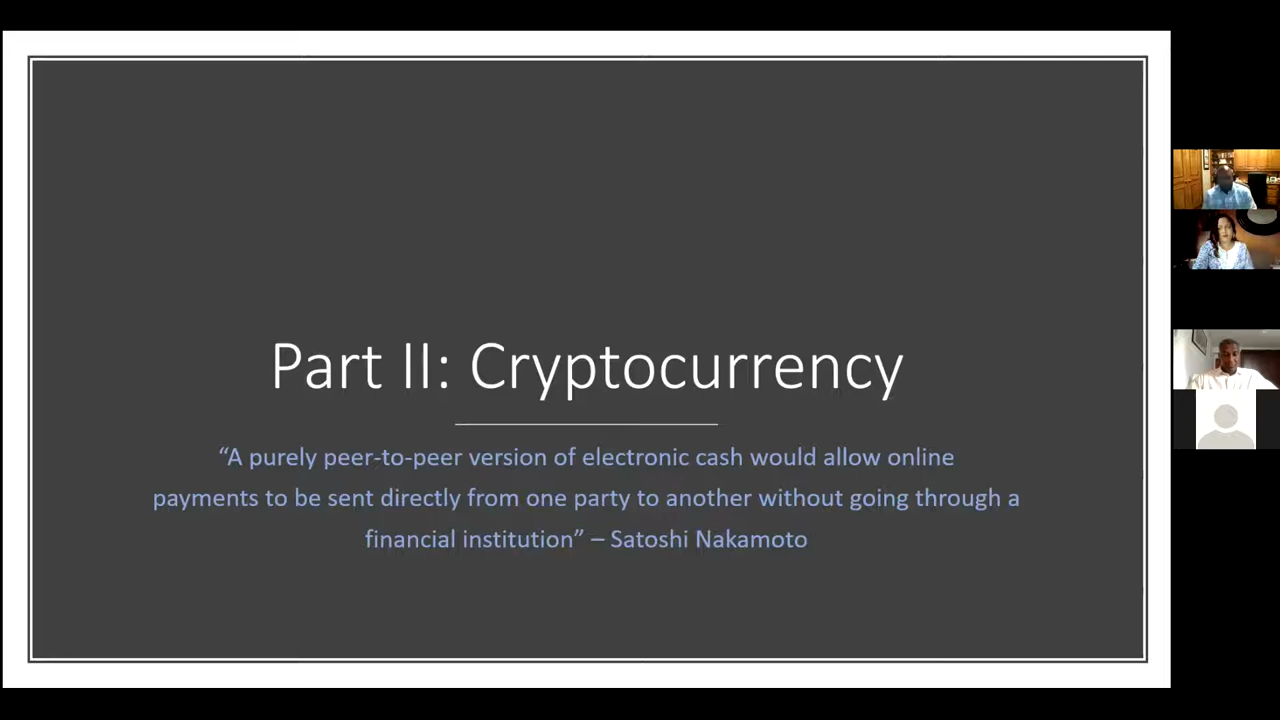 Part II: Cryptocurrency
“A purely peer-to-peer version of electronic cash would allow online
payments to be sent directly from one party to another without going through a
financial institution” – Satoshi Nakamoto